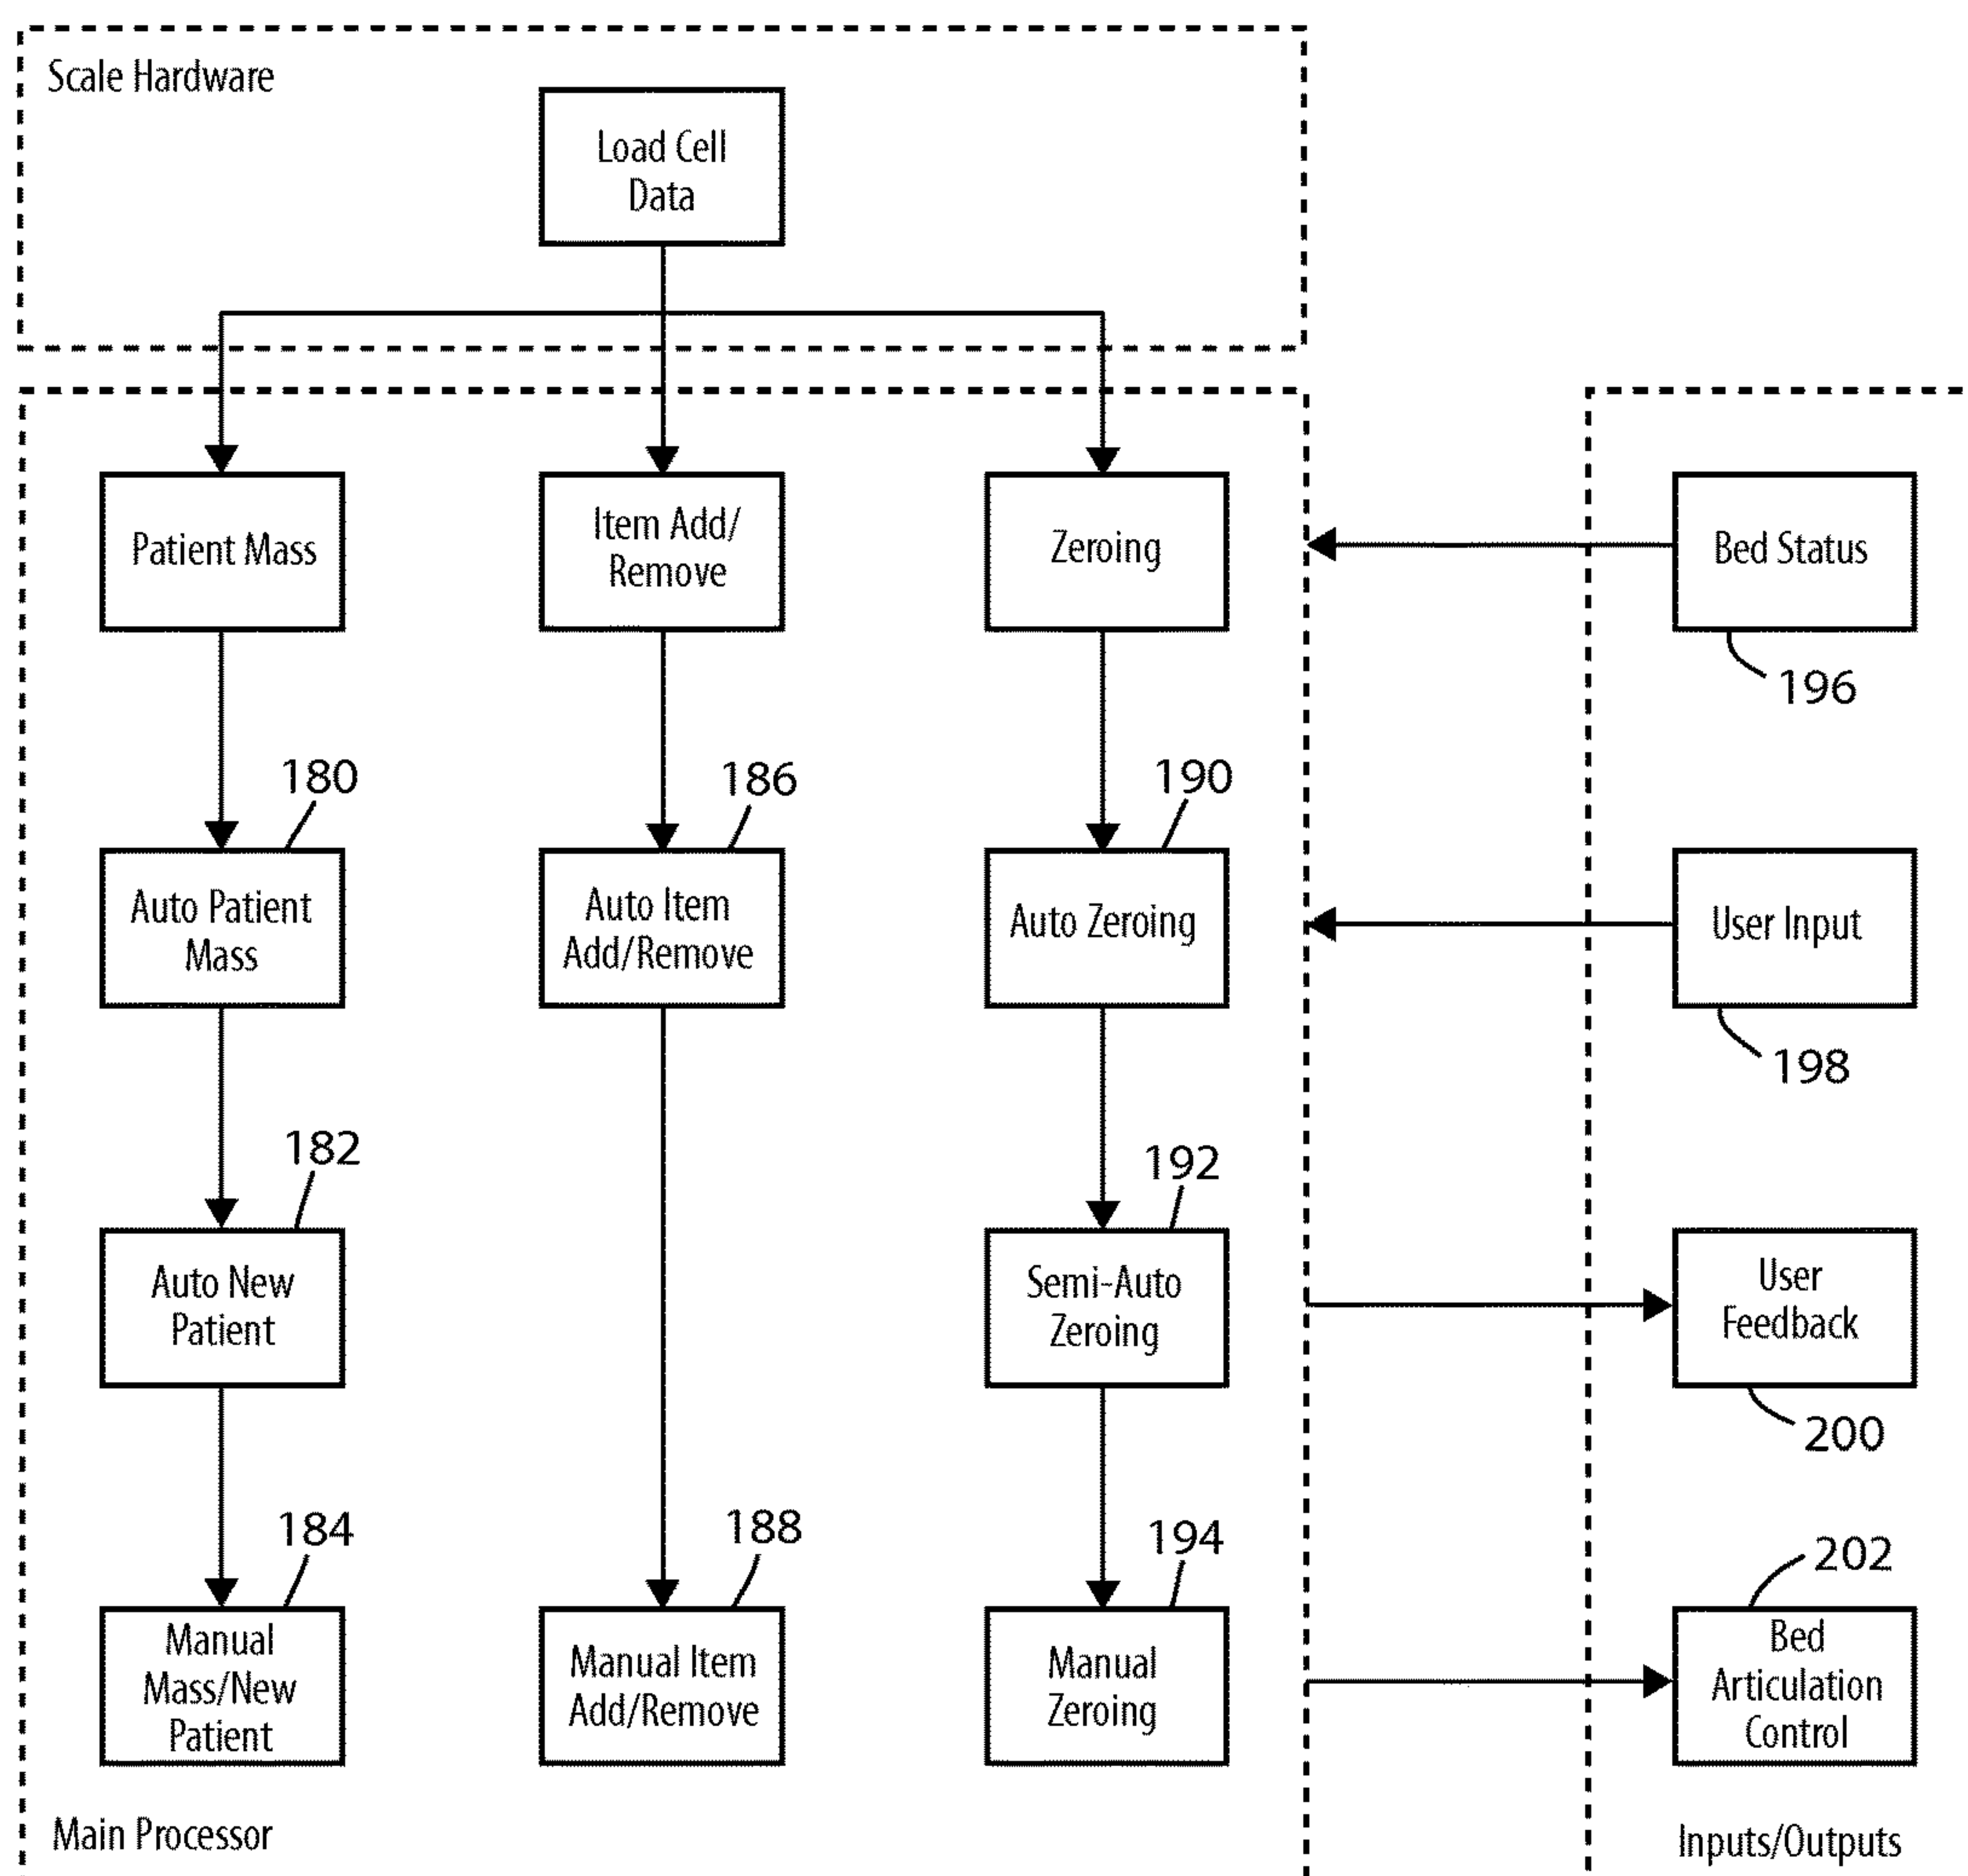 Scale Hardware
Load Cell
Data
Patient Mass
Item Add/
Remove
Zeroing
Bed Status
196
180
186
190
Auto Patient
Mass
Auto Item
Add/Remove
Auto Zeroing
User Input
198
182
192
Auto New
Patient
Semi-Auto
Zeroing
User
Feedback
200
184
188
194
202
Manual
Mass/New
Patient
Manual Item
Add/Remove
Manual
Zeroing
Bed
Articulation
Control
Main Processor
Inputs/Outputs